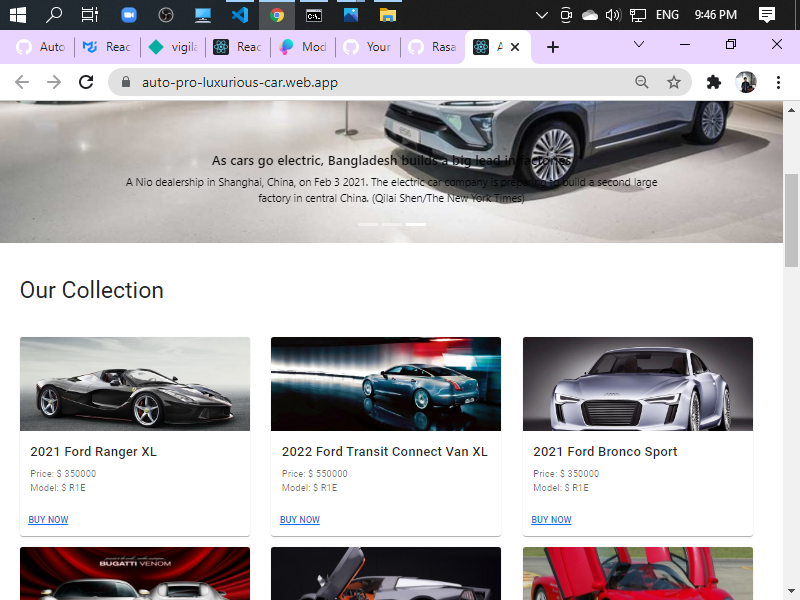 ENG 9:46 PM
Auto
Reac
vigila
Reac
Mod
Your
Rasa
A
auto-pro-luxurious-car.web.app
As cars go electric, Bangladesh builds a big lead in factories
A Nio dealership in Shanghai, China, on Feb 3 2021. The electric car company is preparing to build a second large
factory in central China. (Qilai Shen/The New York Times)
Our Collection
2021 Ford Ranger XL
Price: $ 350000
Model: $ R1E
BUY NOW
2022 Ford Transit Connect Van XL
Price: $ 550000
Model: $ R1E
BUY NOW
2021 Ford Bronco Sport
Price: $ 350000
Model: $ R1E
BUY NOW
BUGATTI VENOM